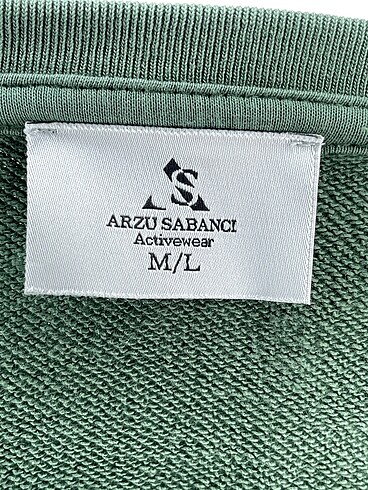 S
ARZU SABANCI
Activewear
M/L